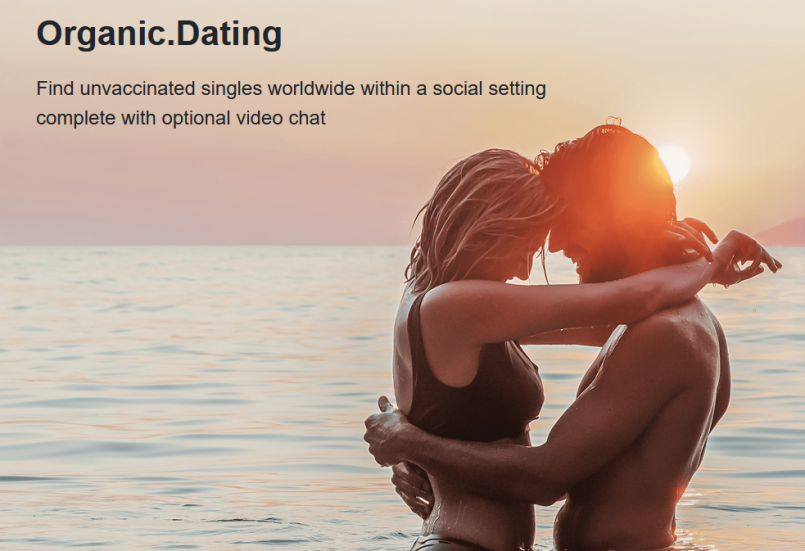 Organic.Dating
Find unvaccinated singles worldwide within a social setting
complete with optional video chat